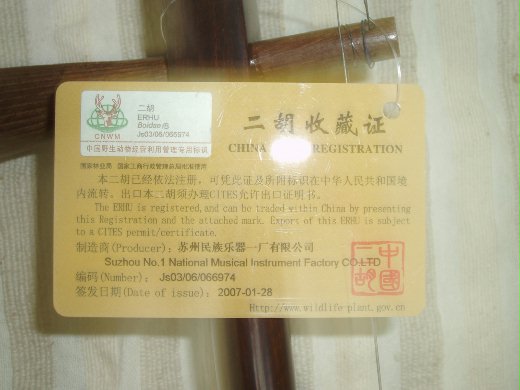 二胡
ERHU
Boidae/色
Js03/06/066974
CNWM
中国野生动物经营利用管理专用标识
国家林业局 国家工商行政管理总局批准使用
二胡收藏证
CHINA REGISTRATION
本二胡已经依法注册，可凭此证及所附标识在中华人民共和国境
内流转。出口本二胡须办理CITES允许出口证明书。
The ERHU is registered, and can be traded within China by presenting
this Registration and the attached mark. Export of this ERHU is subject
to a CITES permit/certificate.
制造商(Producer): 苏州民族乐器一厂有限公司
Suzhou No.1 National Musical Instrument Factory CO.LTD
编码(Number): Js03/06/066974
签发日期(Date of issue): 2007-01-28
中國二胡
Http://www.wildlife-plant.gov.cn